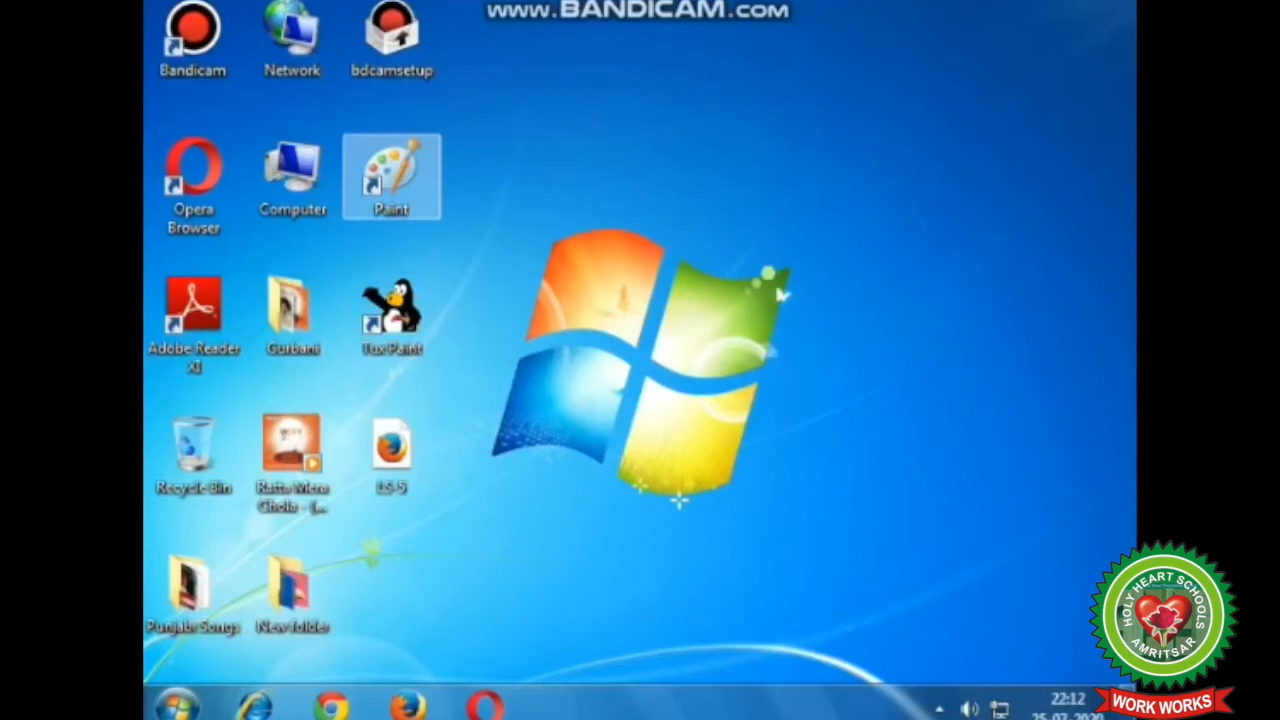 www.BANDICAM.com
Bandicam
Network
bdcamsetup
Opera
Browser
Computer
Paint
Adobe Reader
XI
Gurbani
Tux Paint
Recycle Bin
Ratta Mera
Chola - (...
LS-5
Punjabi Songs
New folder
22:12
HOLY HEART SCHOOLS
AMRITSAR
WORK WORKS